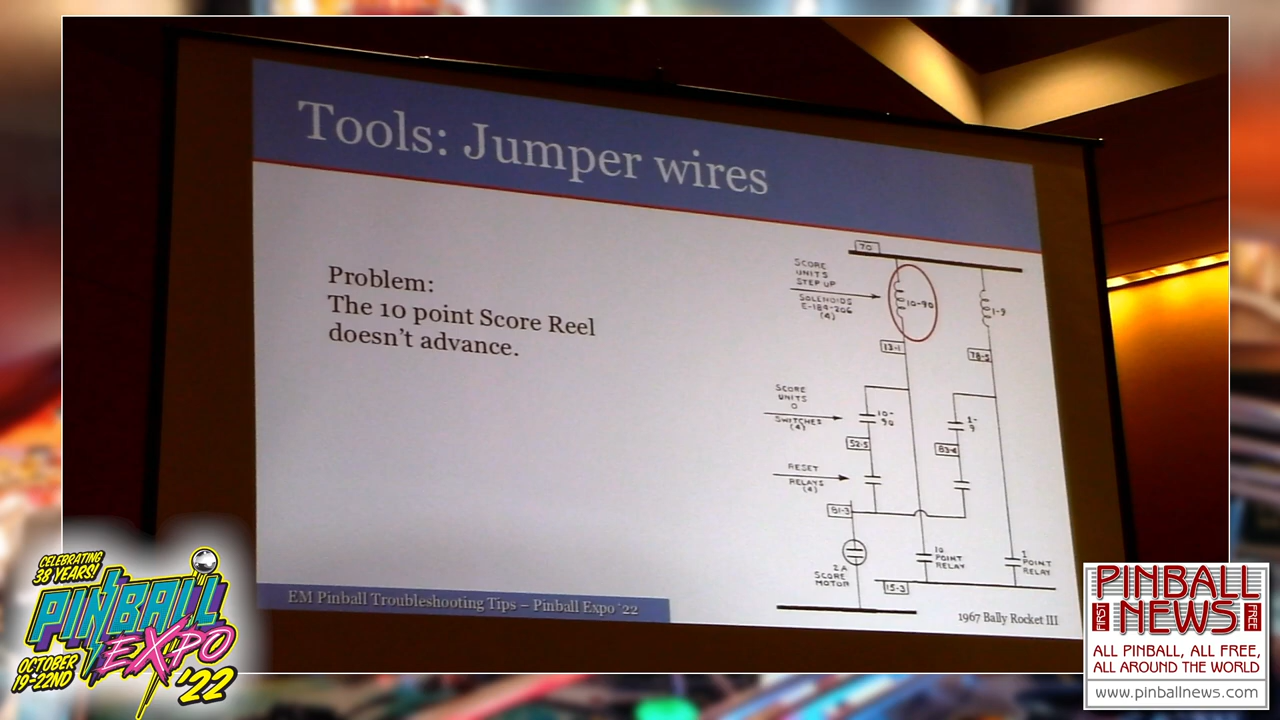 Tools: Jumper wires
Problem:
The 10 point Score Reel
doesn't advance.
70
SCORE
UNITS
STEP UP
SOLENOIDS
E-184-206
(4)
10-90
1-9
13-1
78-5
SCORE
UNITS
0
SWITCHES
(4)
10-
90
1-
9
52-5
83-4
RESET
RELAYS
(4)
81-3
2A
SCORE
MOTOR
10
POINT
RELAY
1
POINT
RELAY
15-3
EM Pinball Troubleshooting Tips – Pinball Expo '22
1967 Bally Rocket III
CELEBRATING
38 YEARS!
PINBALL
EXPO
OCTOBER
19-22ND
'22
PINBALL
FIRST NEWS FREE
ALL PINBALL, ALL FREE,
ALL AROUND THE WORLD
www.pinballnews.com